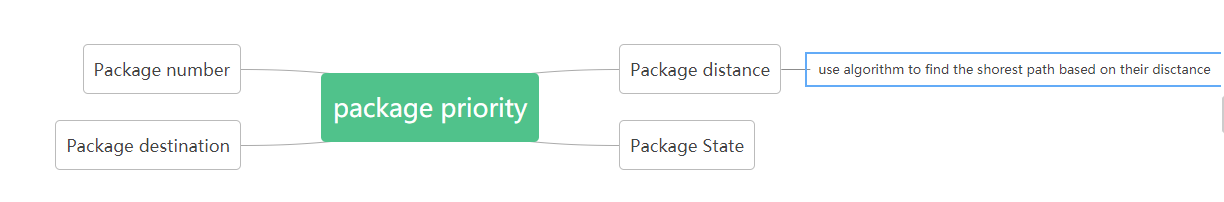 Package number
Package destination
package priority
Package distance
use algorithm to find the shorest path based on their disctance
Package State